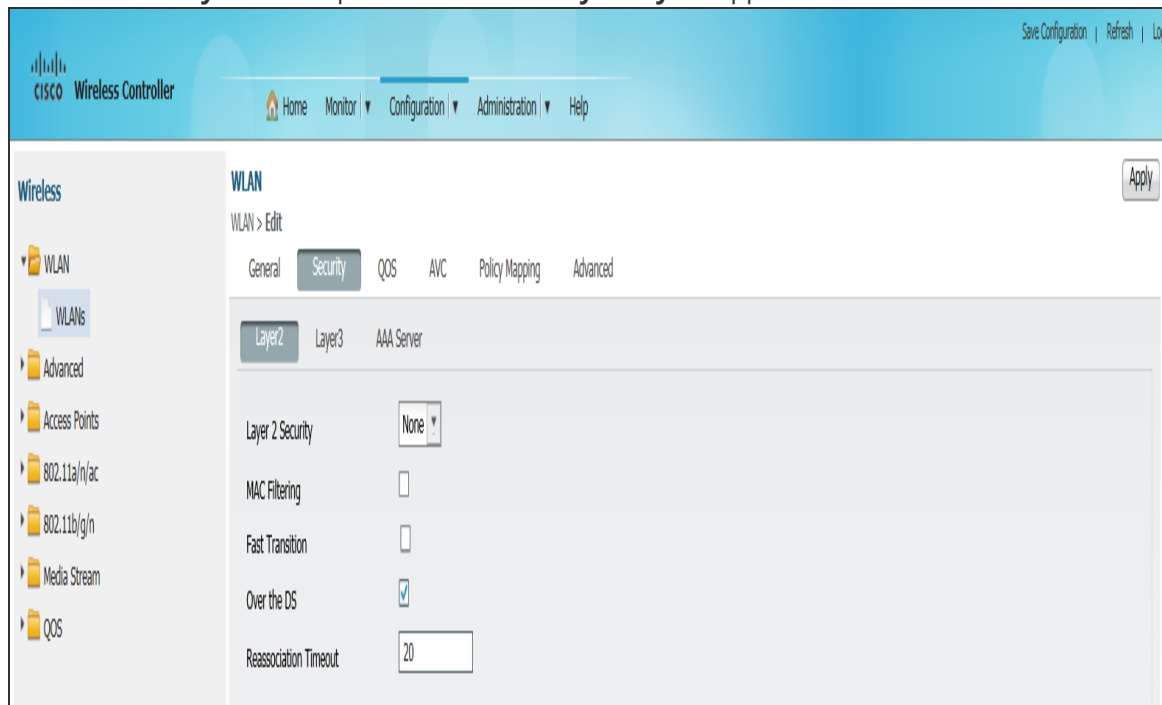 Save Configuration | Refresh | Lo
CISCO Wireless Controller
Home Monitor Configuration Administration Help
Wireless
WLAN
WLANs
Advanced
Access Points
802.11a/n/ac
802.11b/g/n
Media Stream
QOS
WLAN
Apply
WLAN > Edit
General Security QOS AVC Policy Mapping Advanced
Layer2 Layer3 AAA Server
Layer 2 Security None
MAC Filtering
Fast Transition
Over the DS
Reassociation Timeout 20